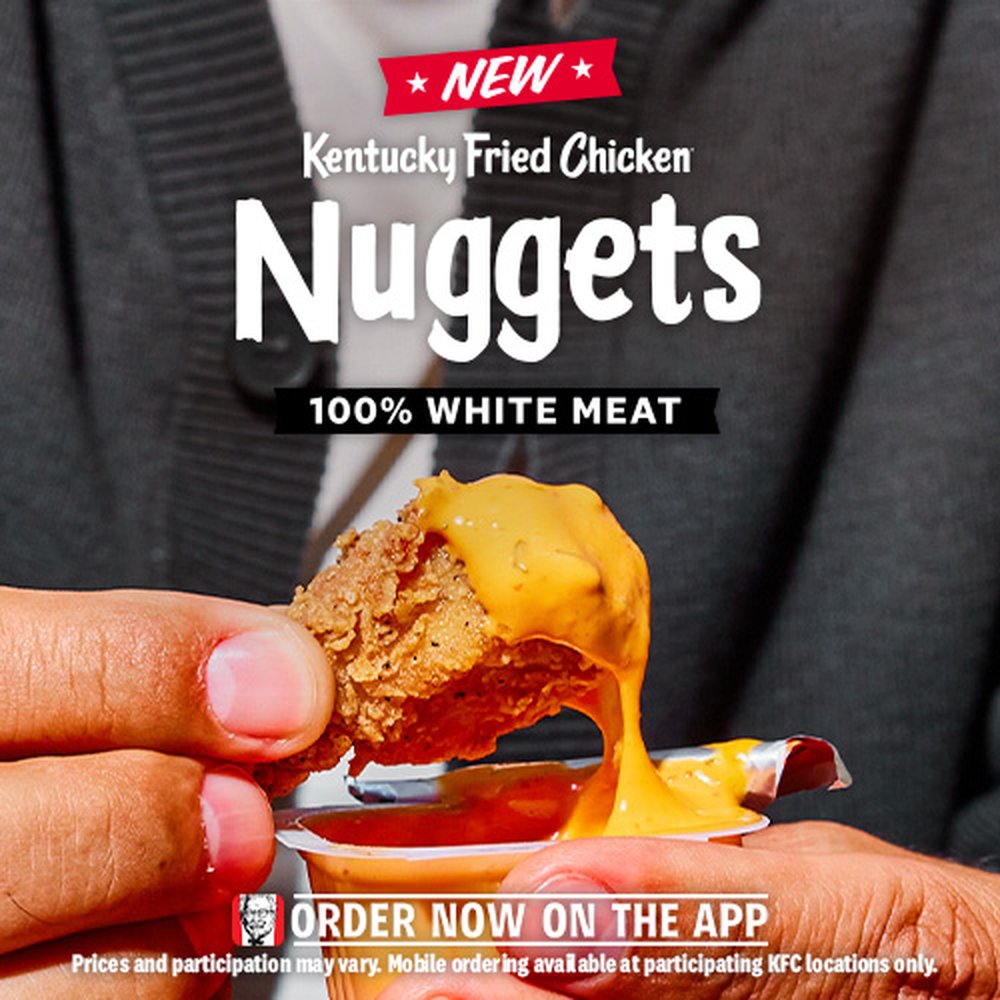 NEW
Kentucky Fried Chicken
Nuggets
100% WHITE MEAT
ORDER NOW ON THE APP
Prices and participation may vary. Mobile ordering available at participating KFC locations only.